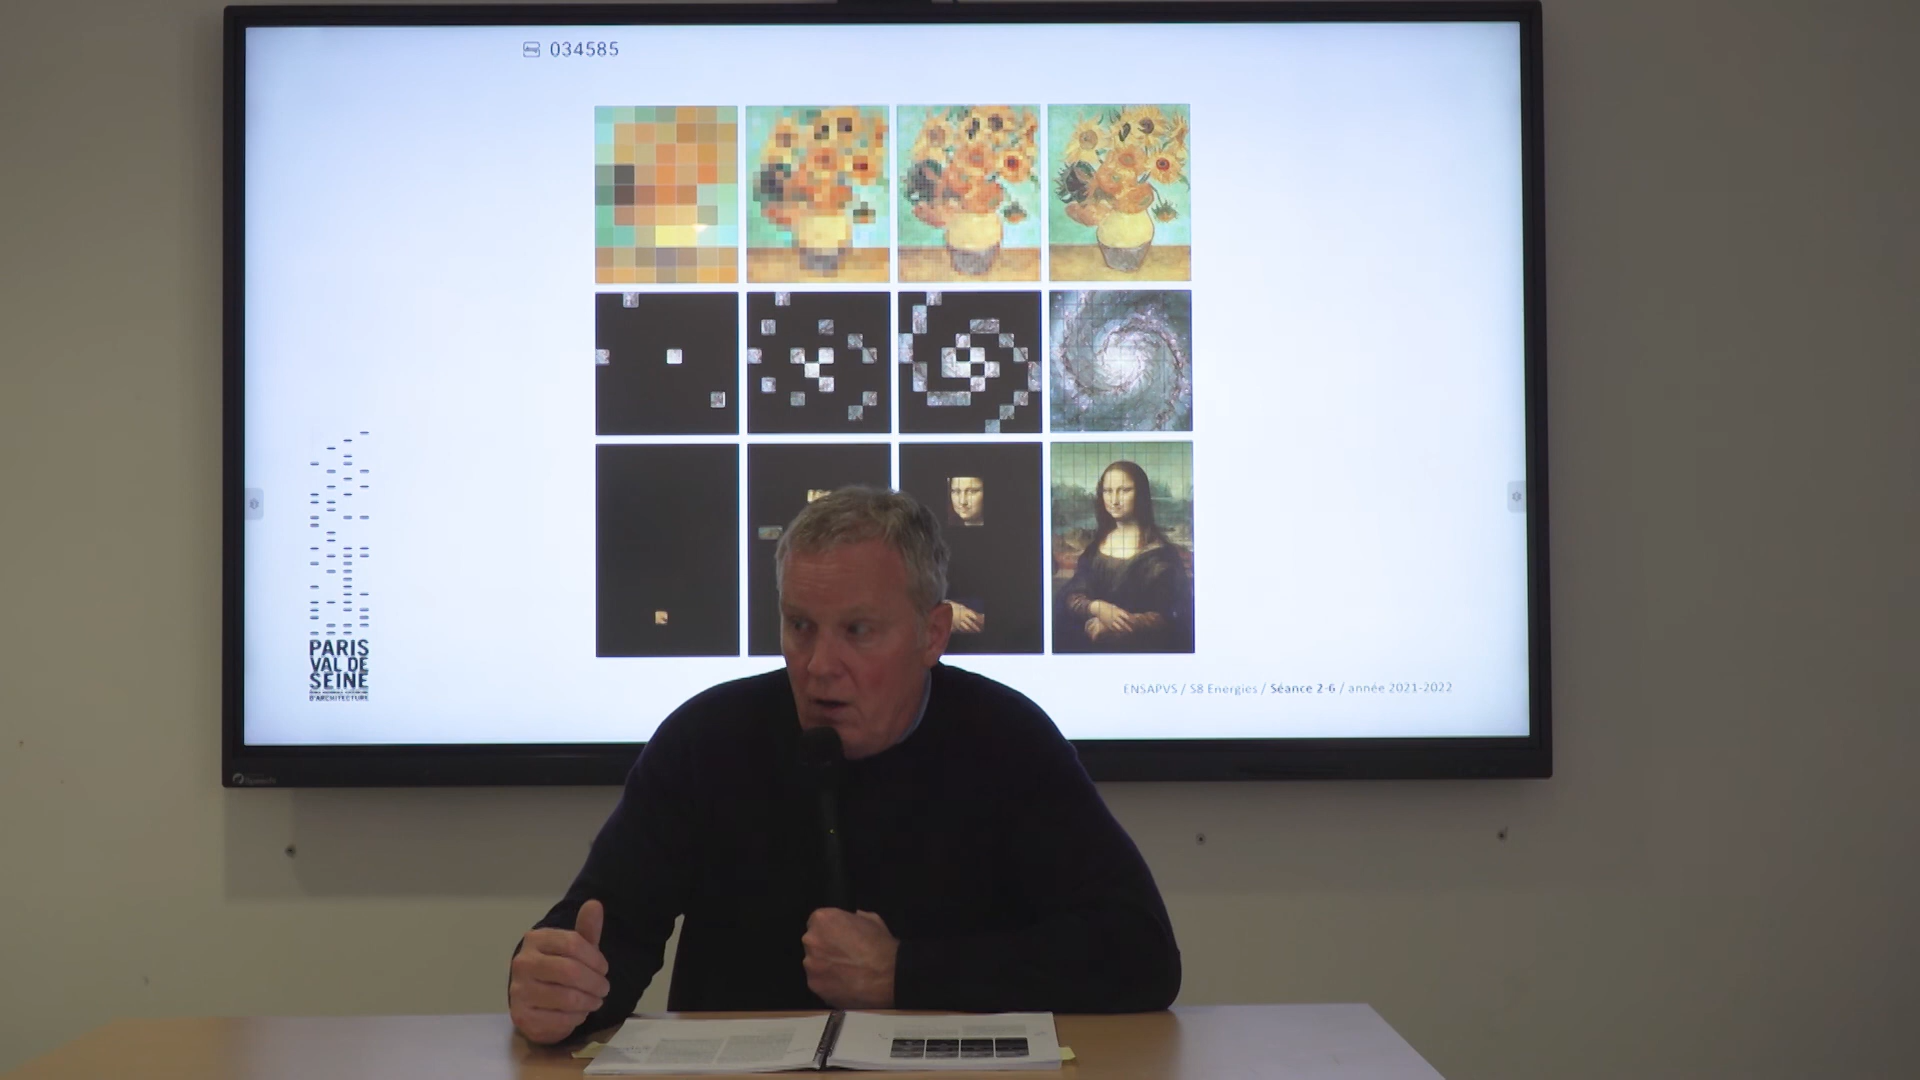 034585
PARIS
VAL DE
SEINE
D'ARCHITECTURE
ENSAPVS / S8 Energies / Séance 2-6 / année 2021-2022